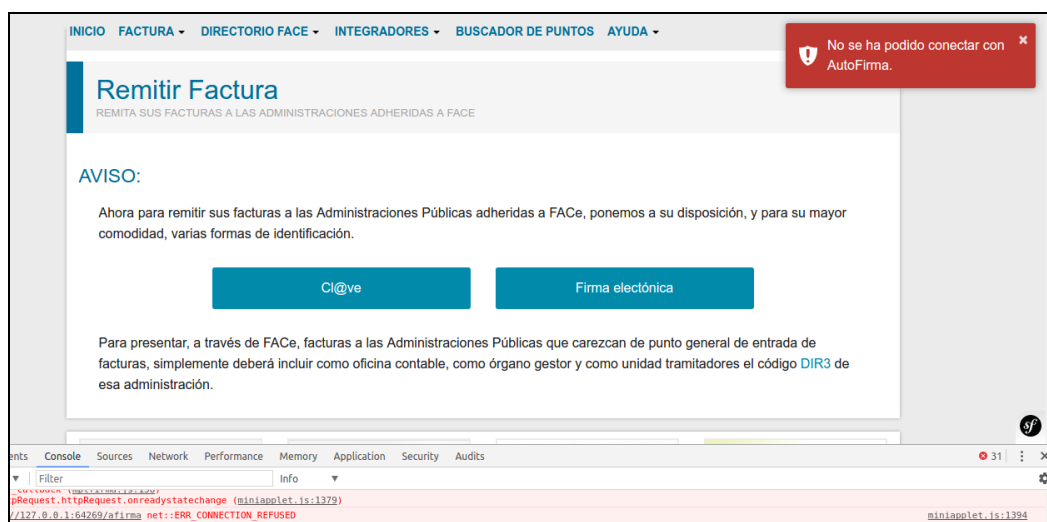 INICIO FACTURA DIRECTORIO FACE INTEGRADORES BUSCADOR DE PUNTOS AYUDA
No se ha podido conectar con
AutoFirma.
×
Remitir Factura
REMITA SUS FACTURAS A LAS ADMINISTRACIONES ADHERIDAS A FACE
AVISO:
Ahora para remitir sus facturas a las Administraciones Públicas adheridas a FACe, ponemos a su disposición, y para su mayor
comodidad, varias formas de identificación.
Cl@ve
Firma electónica
Para presentar, a través de FACe, facturas a las Administraciones Públicas que carezcan de punto general de entrada de
facturas, simplemente deberá incluir como oficina contable, como órgano gestor y como unidad tramitadores el código DIR3 de
esa administración.
sf
ents Console Sources Network Performance Memory Application Security Audits 31
Filter Info
pRequest.httpRequest.onreadystatechange (miniapplet.js:1379)
//127.0.0.1:64269/afirma net::ERR_CONNECTION_REFUSED miniapplet.js:1394